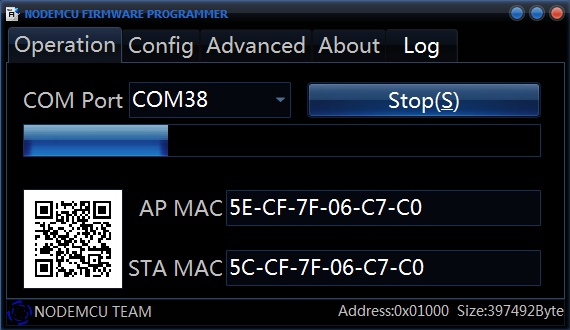 NODEMCU FIRMWARE PROGRAMMER
Operation Config Advanced About Log
COM Port COM38 Stop(S)
AP MAC 5E-CF-7F-06-C7-C0
STA MAC 5C-CF-7F-06-C7-C0
NODEMCU TEAM Address:0x01000 Size:397492Byte